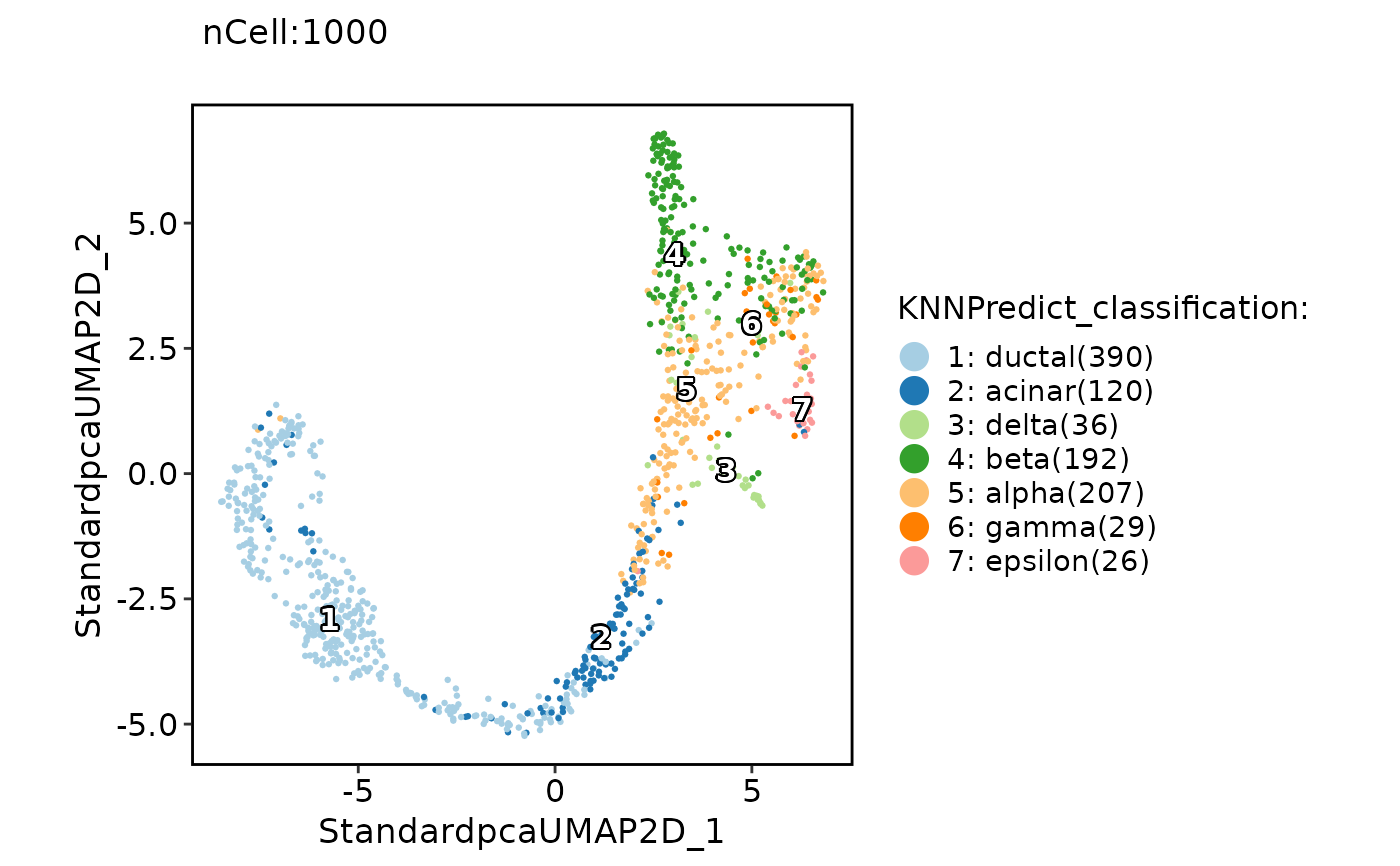 nCell:1000
StandardpcaUMAP2D_2
5.0
2.5
0.0
-2.5
-5.0
-5
0
5
StandardpcaUMAP2D_1
4
6
5
7
3
1
2
KNNPredict_classification:
1: ductal(390)
2: acinar(120)
3: delta(36)
4: beta(192)
5: alpha(207)
6: gamma(29)
7: epsilon(26)